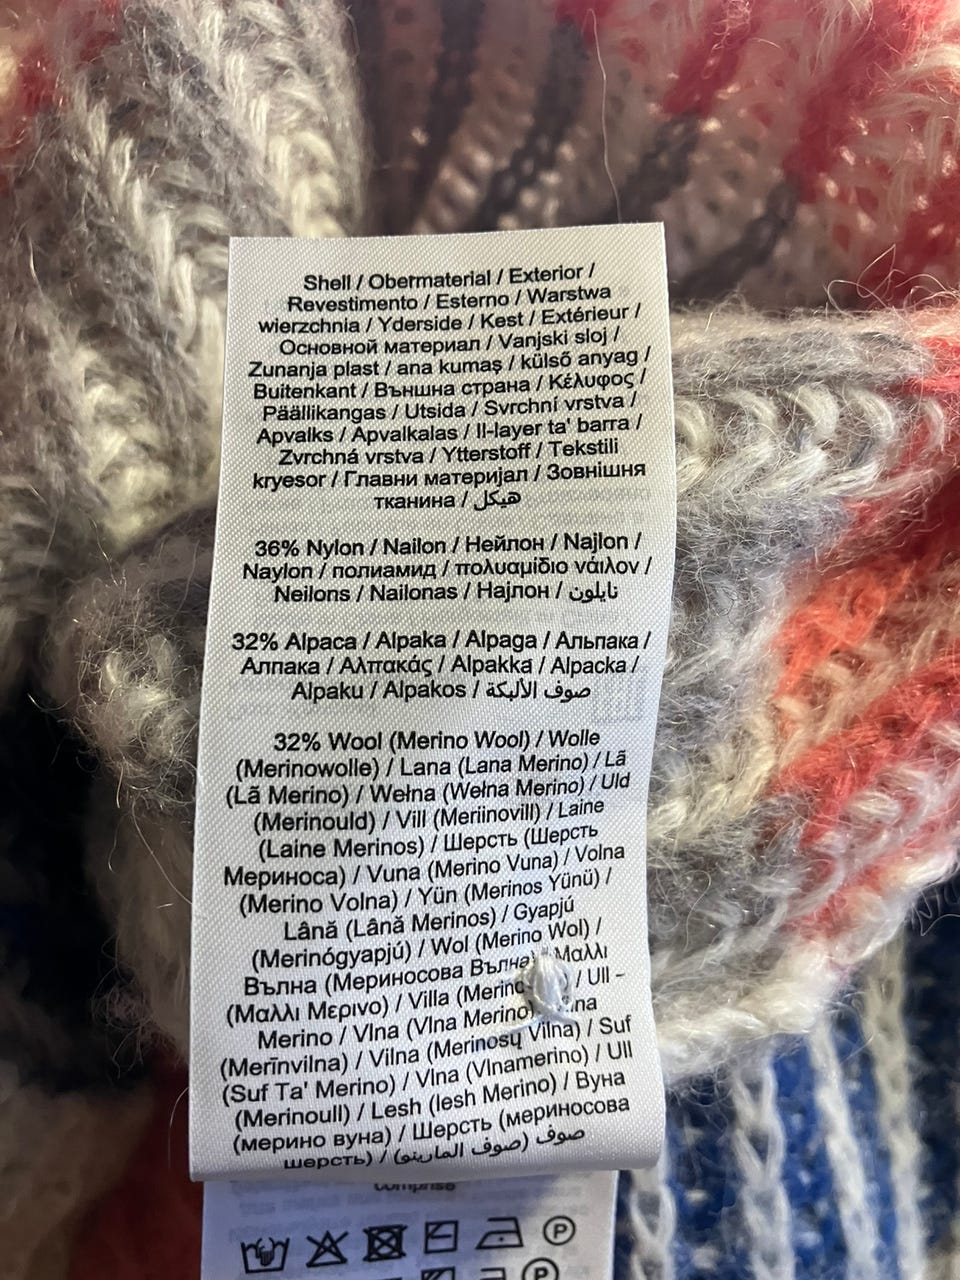 Shell / Obermaterial / Exterior /
Revestimento / Esterno / Warstwa
wierzchnia / Yderside / Kest / Extérieur /
Основной материал / Vanjski sloj /
Zunanja plast / ana kumaş / külső anyag /
Buitenkant / Външна страна / Κέλυφος /
Päällikangas / Utsida / Svrchní vrstva /
Apvalks / Apvalkalas / Il-layer ta' barra /
Zvrchná vrstva / Ytterstoff / Tekstili
kryesor / Главни материјал / Зовнішня
тканина / هيكل
36% Nylon / Nailon / Нейлон / Najlon /
Naylon / полиамид / πολυαμίδιο νάιλον /
Neilons / Nailonas / Најлон / نايلون
32% Alpaca / Alpaka / Alpaga / Альпака /
Алпака / Αλπακάς / Alpakka / Alpacka /
Alpaku / Alpakos / صوف الألبكة
32% Wool (Merino Wool) / Wolle
(Merinowolle) / Lana (Lana Merino) / Lã
(Lã Merino) / Wełna (Wełna Merino) / Uld
(Merinould) / Vill (Meriinovill) / Laine
(Laine Merinos) / Шерсть (Шерсть
Мериноса) / Vuna (Merino Vuna) / Volna
(Merino Volna) / Yün (Merinos Yünü) /
Lână (Lână Merinos) / Gyapjú
(Merinógyapjú) / Wol (Merino Wol) /
Вълна (Мериносова Вълна) / Μαλλι
(Μαλλι Μεριvo) / Villa (Merino / Ull -
Merino / Vlna (Vlna Merino)
(Merīnvilna) / Vilna (Merinosų Vilna) / Suf
(Suf Ta' Merino) / Vlna (Vlnamerino) / Ull
(Merinoull) / Lesh (lesh Merino) / Вуна
(мерино вуна) / Шерсть (мериносова
шерсть) / صوف (صوف المارينو)
comprise
P
P